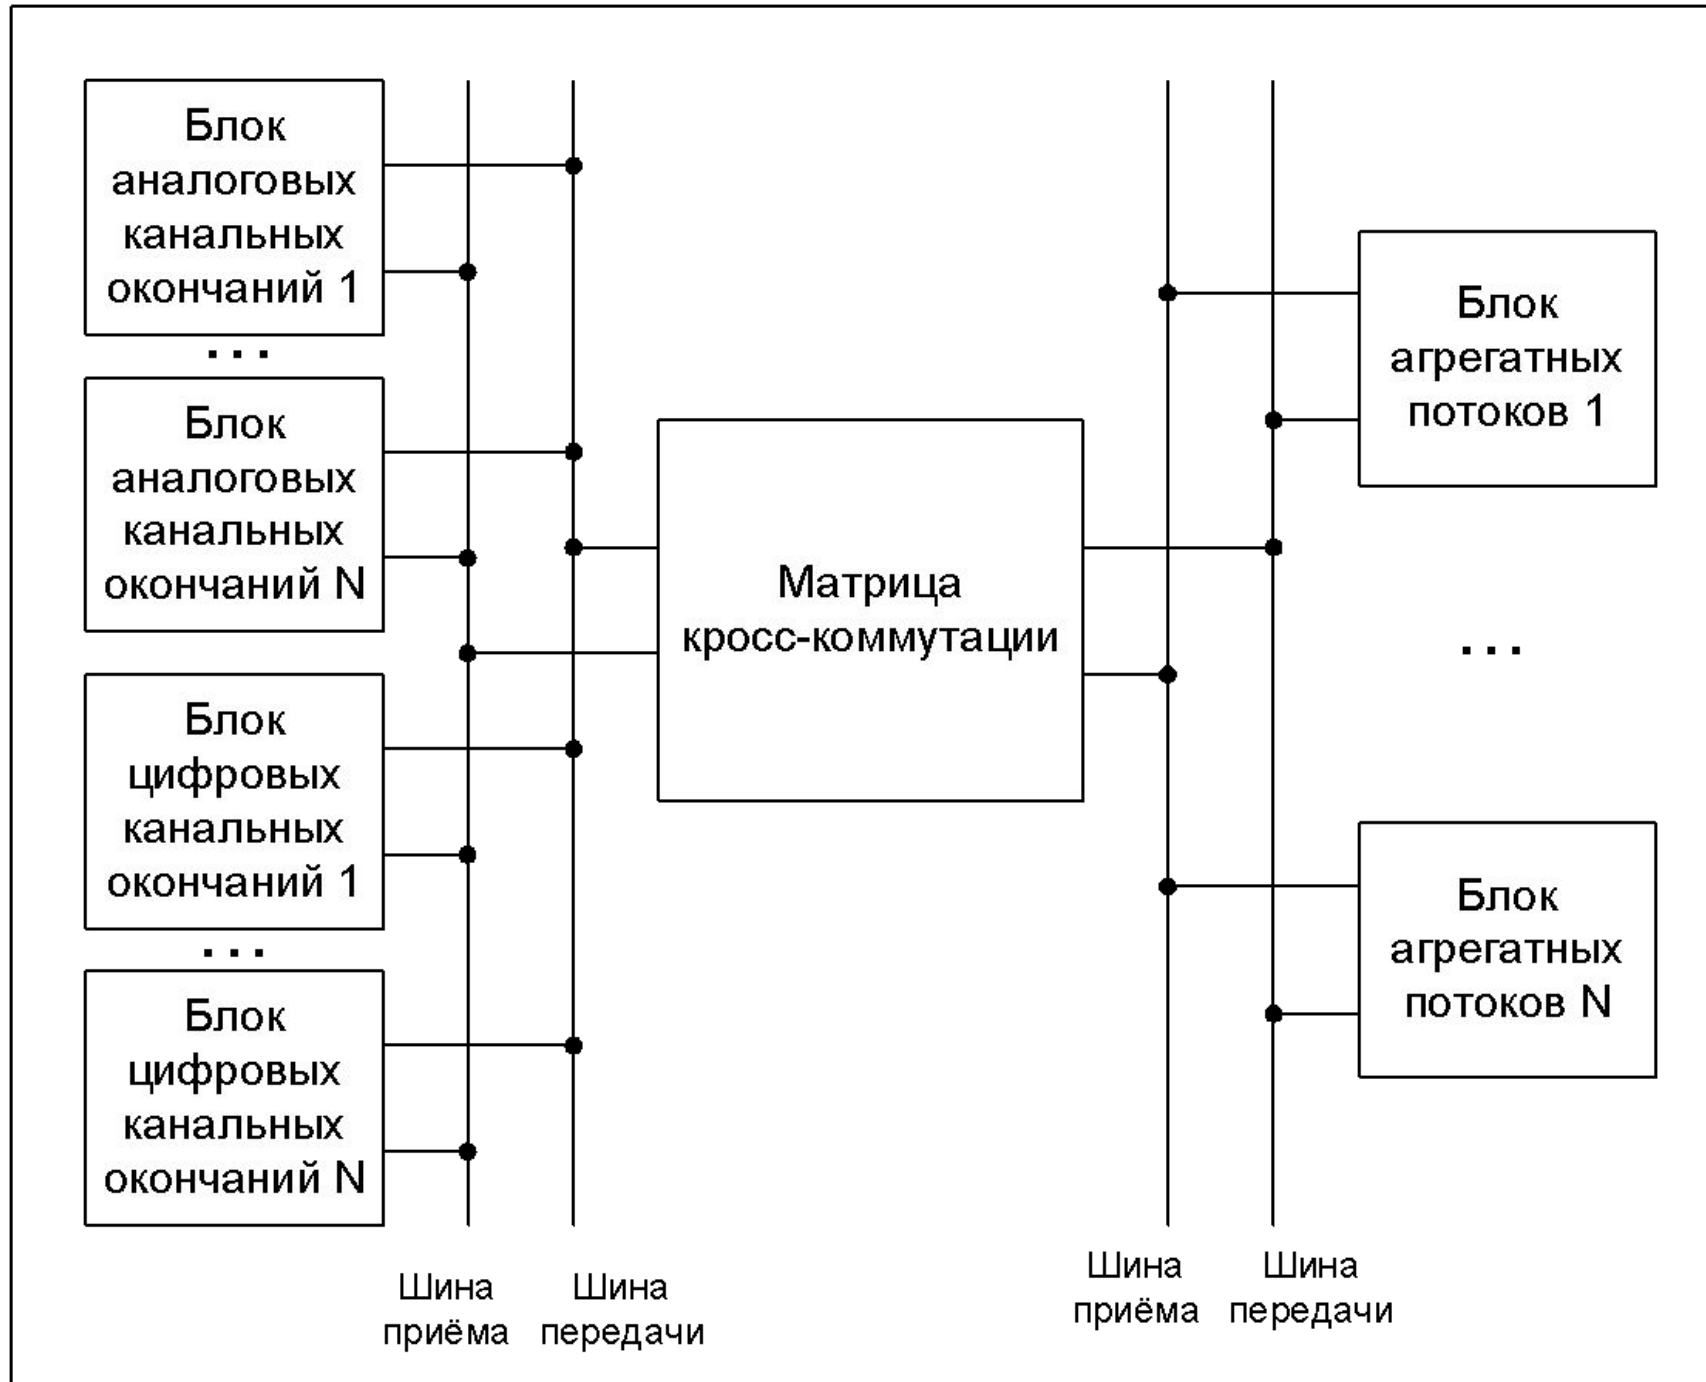 Блок
аналоговых
канальных
окончаний 1
...
Блок
аналоговых
канальных
окончаний N
Блок
цифровых
канальных
окончаний 1
...
Блок
цифровых
канальных
окончаний N
Шина
приёма
Шина
передачи
Матрица
кросс-коммутации
Шина
приёма
Шина
передачи
Блок
агрегатных
потоков 1
...
Блок
агрегатных
потоков N